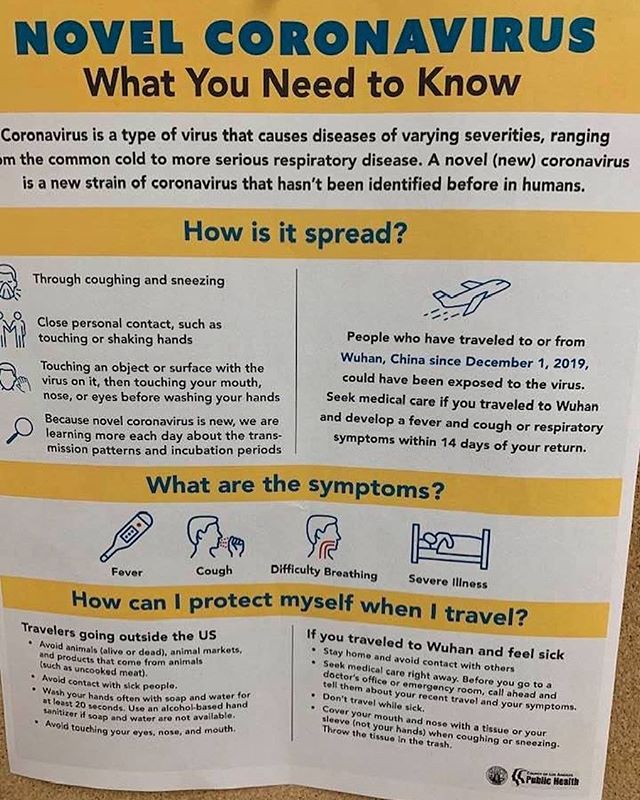 NOVEL CORONAVIRUS
What You Need to Know
Coronavirus is a type of virus that causes diseases of varying severities, ranging
om the common cold to more serious respiratory disease. A novel (new) coronavirus
is a new strain of coronavirus that hasn't been identified before in humans.
How is it spread?
Through coughing and sneezing
Close personal contact, such as
touching or shaking hands
Touching an object or surface with the
virus on it, then touching your mouth,
nose, or eyes before washing your hands
Because novel coronavirus is new, we are
learning more each day about the trans-
mission patterns and incubation periods
People who have traveled to or from
Wuhan, China since December 1, 2019,
could have been exposed to the virus.
Seek medical care if you traveled to Wuhan
and develop a fever and cough or respiratory
symptoms within 14 days of your return.
What are the symptoms?
Fever
Cough
Difficulty Breathing
Severe Illness
How can I protect myself when I travel?
Travelers going outside the US
• Avoid animals (alive or dead), animal markets,
and products that come from animals
(such as uncooked meat).
• Avoid contact with sick people.
• Wash your hands often with soap and water for
at least 20 seconds. Use an alcohol-based hand
sanitizer if soap and water are not available.
• Avoid touching your eyes, nose, and mouth.
If you traveled to Wuhan and feel sick
• Stay home and avoid contact with others
• Seek medical care right away. Before you go to a
doctor's office or emergency room, call ahead and
tell them about your recent travel and your symptoms.
• Don't travel while sick.
• Cover your mouth and nose with a tissue or your
sleeve (not your hands) when coughing or sneezing.
Throw the tissue in the trash.
County of Los Angeles
Public Health